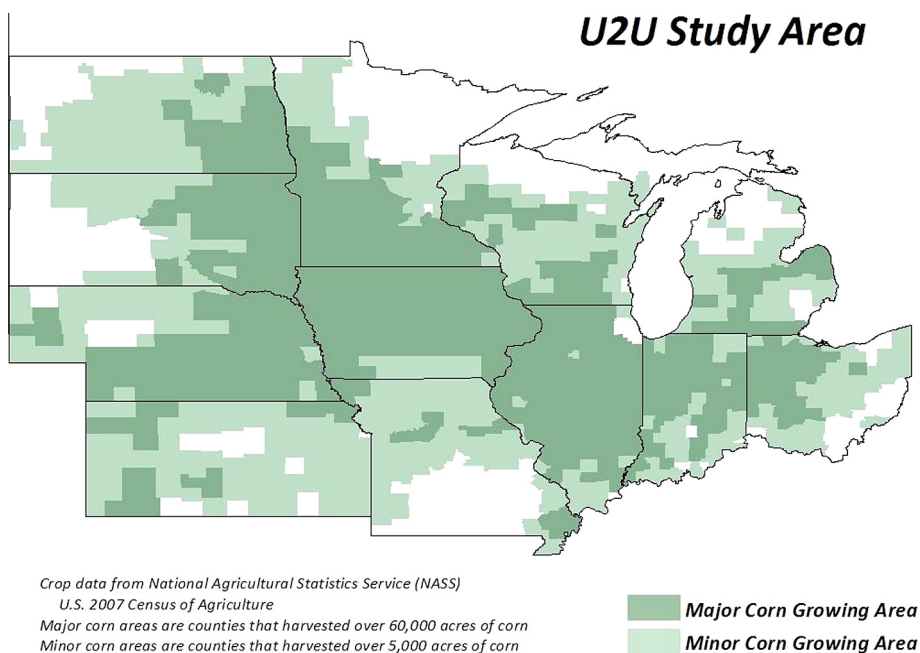 U2U Study Area
Crop data from National Agricultural Statistics Service (NASS)
U.S. 2007 Census of Agriculture
Major corn areas are counties that harvested over 60,000 acres of corn
Minor corn areas are counties that harvested over 5,000 acres of corn
Major Corn Growing Area
Minor Corn Growing Area